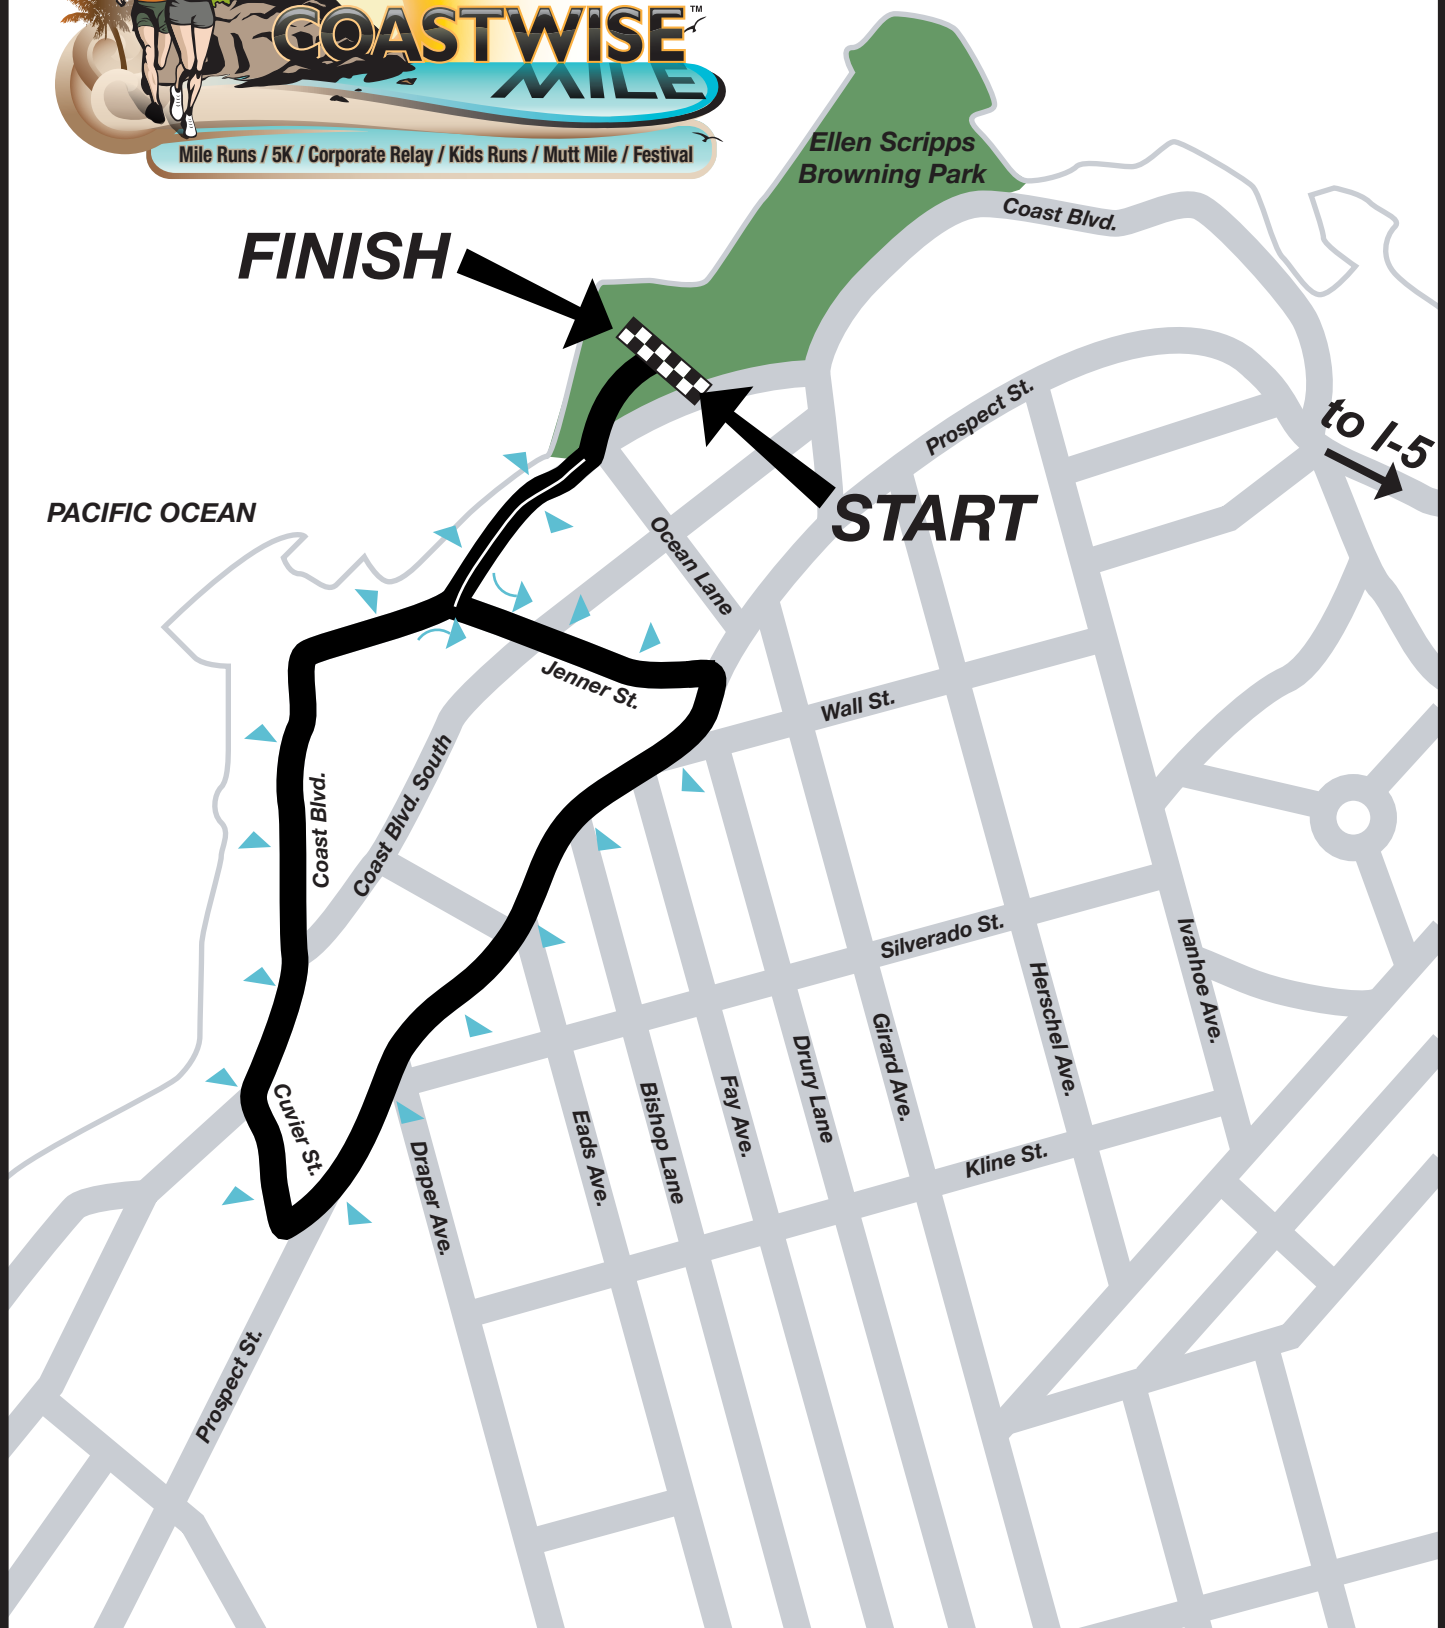 COASTWISE™
MILE
Mile Runs / 5K / Corporate Relay / Kids Runs / Mutt Mile / Festival
Ellen Scripps
Browning Park
Coast Blvd.
FINISH
Prospect St.
to I-5
PACIFIC OCEAN
START
Ocean Lane
Jenner St.
Wall St.
Coast Blvd.
Coast Blvd. South
Silverado St.
Ivanhoe Ave.
Herschel Ave.
Girard Ave.
Drury Lane
Fay Ave.
Bishop Lane
Eads Ave.
Cuvier St.
Draper Ave.
Kline St.
Prospect St.